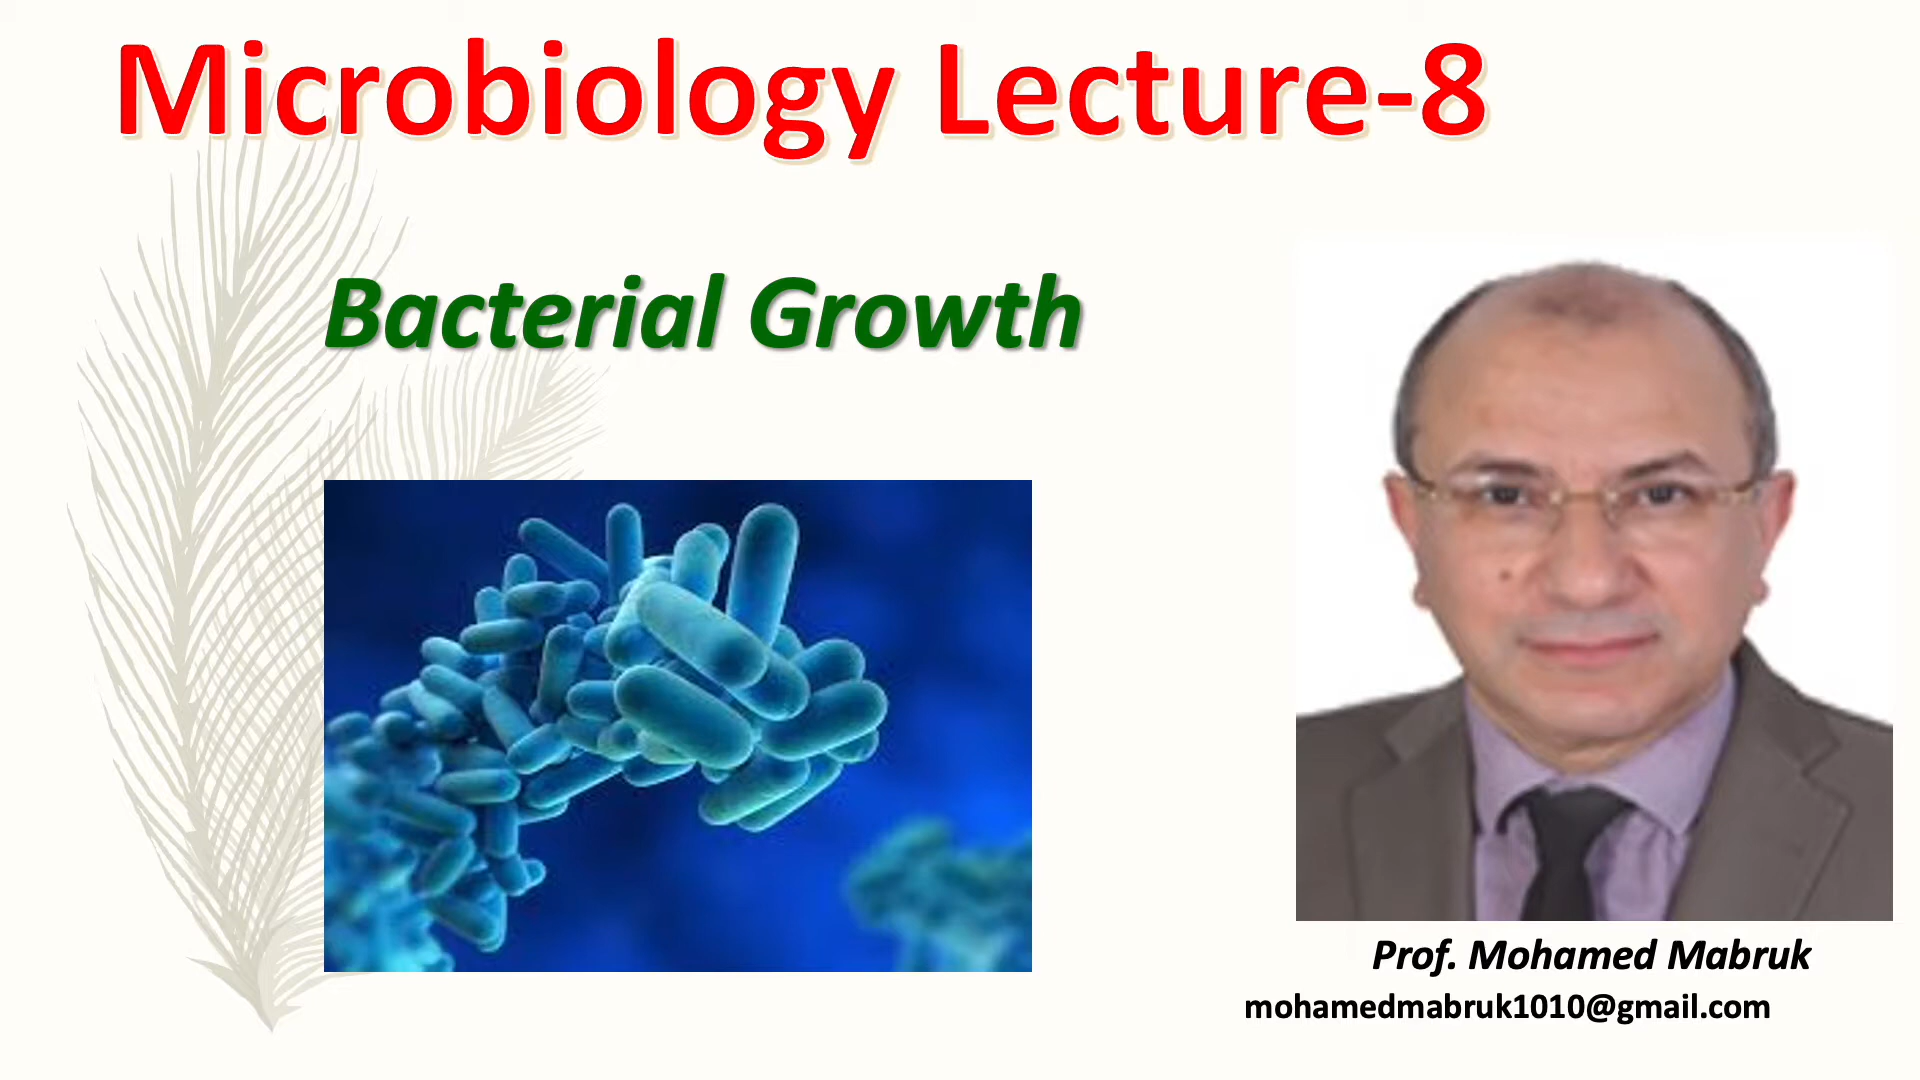 Microbiology Lecture-8
Bacterial Growth
Prof. Mohamed Mabruk
mohamedmabruk1010@gmail.com